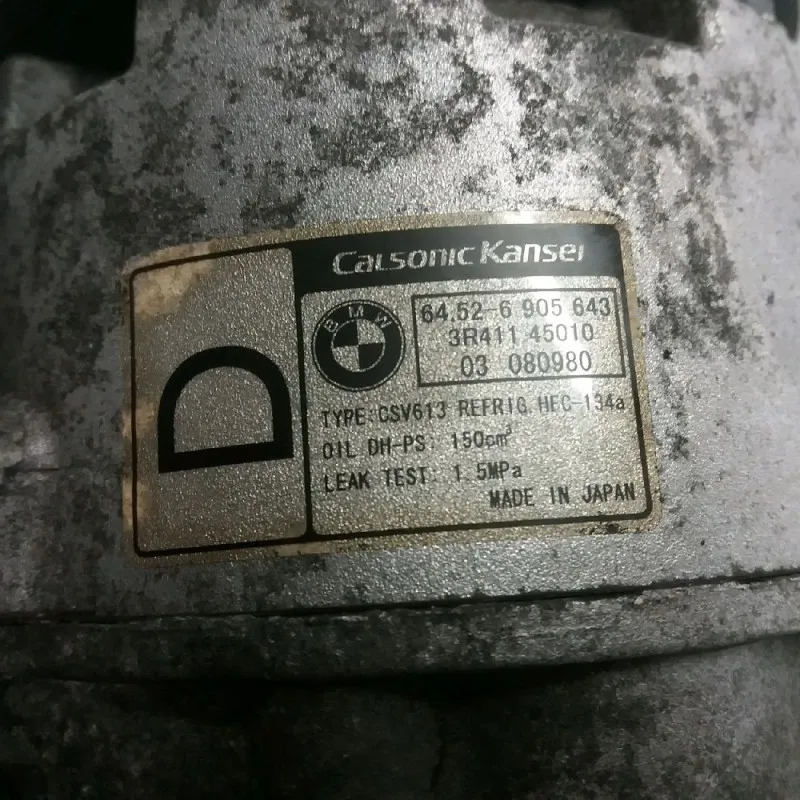 D
Calsonic Kansei
BMW
64.52-6 905 643
3R411 45010
03 080980
TYPE:CSV613 REFRIG.HFC-134a
OIL DH-PS: 150cm³
LEAK TEST: 1.5MPa
MADE IN JAPAN